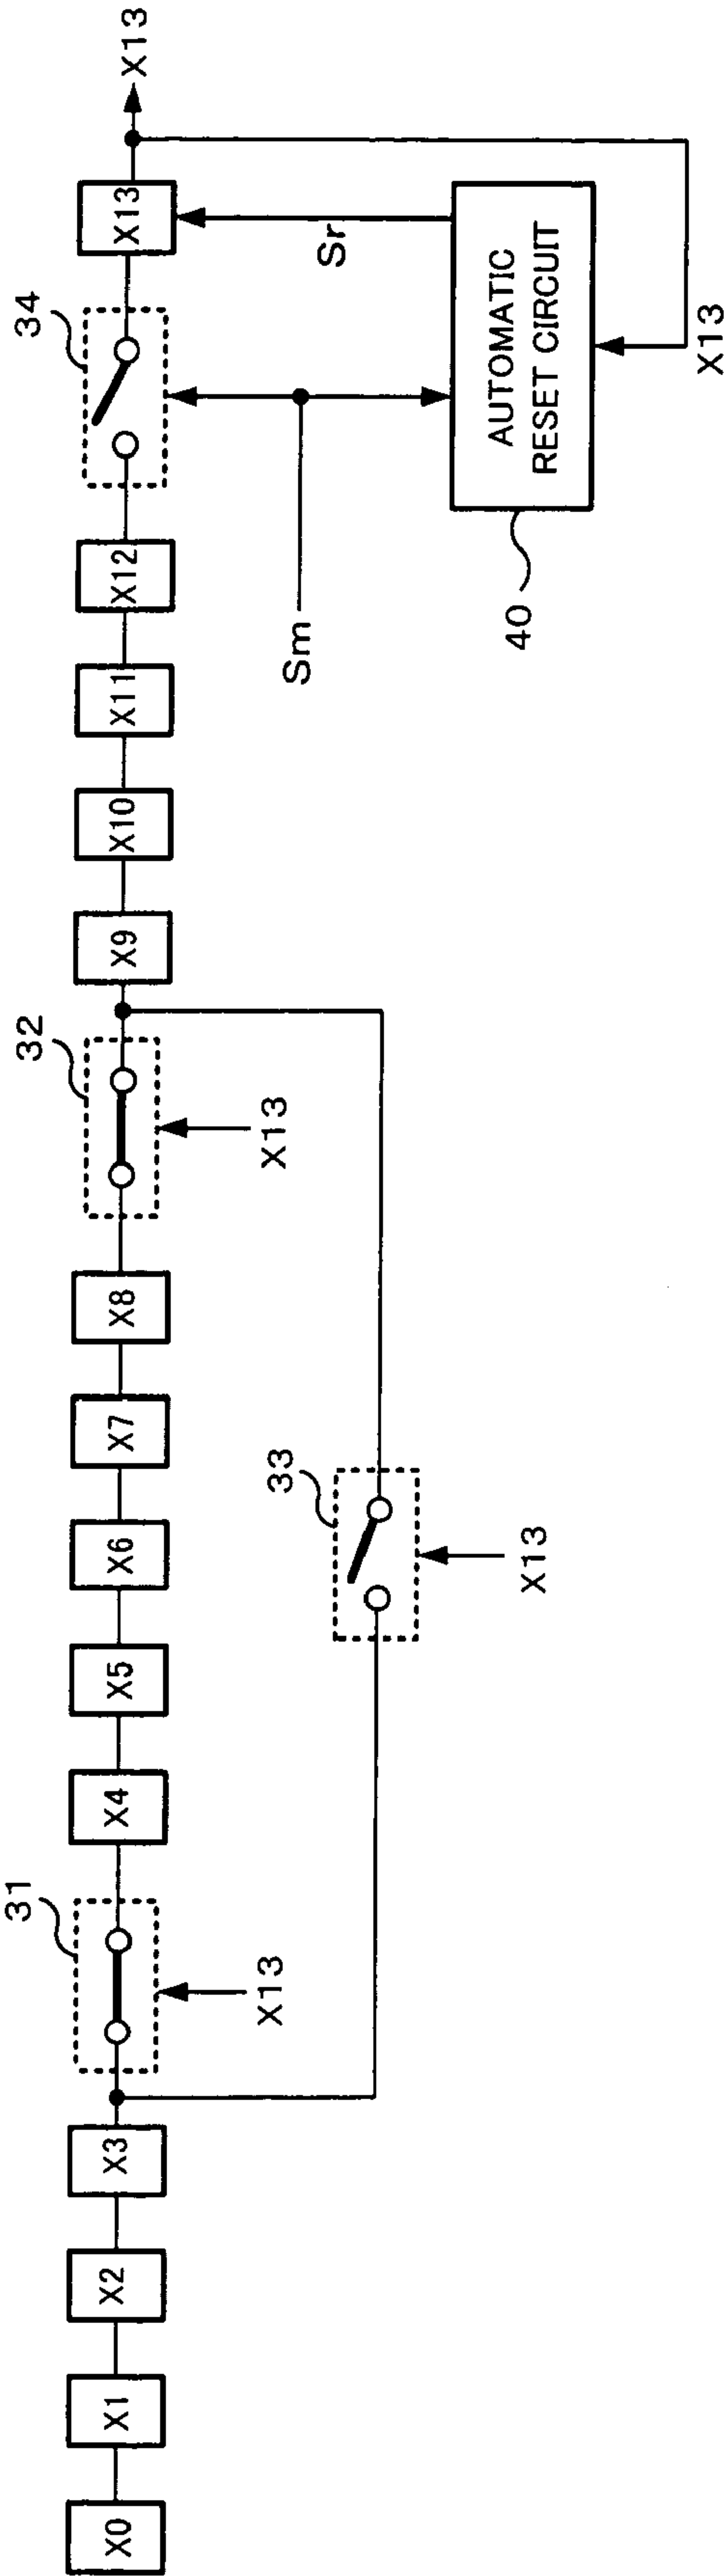 X0
X1
X2
X3
31
X13
X4
X5
X6
X7
X8
33
X13
32
X13
X9
X10
X11
X12
34
Sm
X13
Sr
X13
40
AUTOMATIC
RESET CIRCUIT
X13